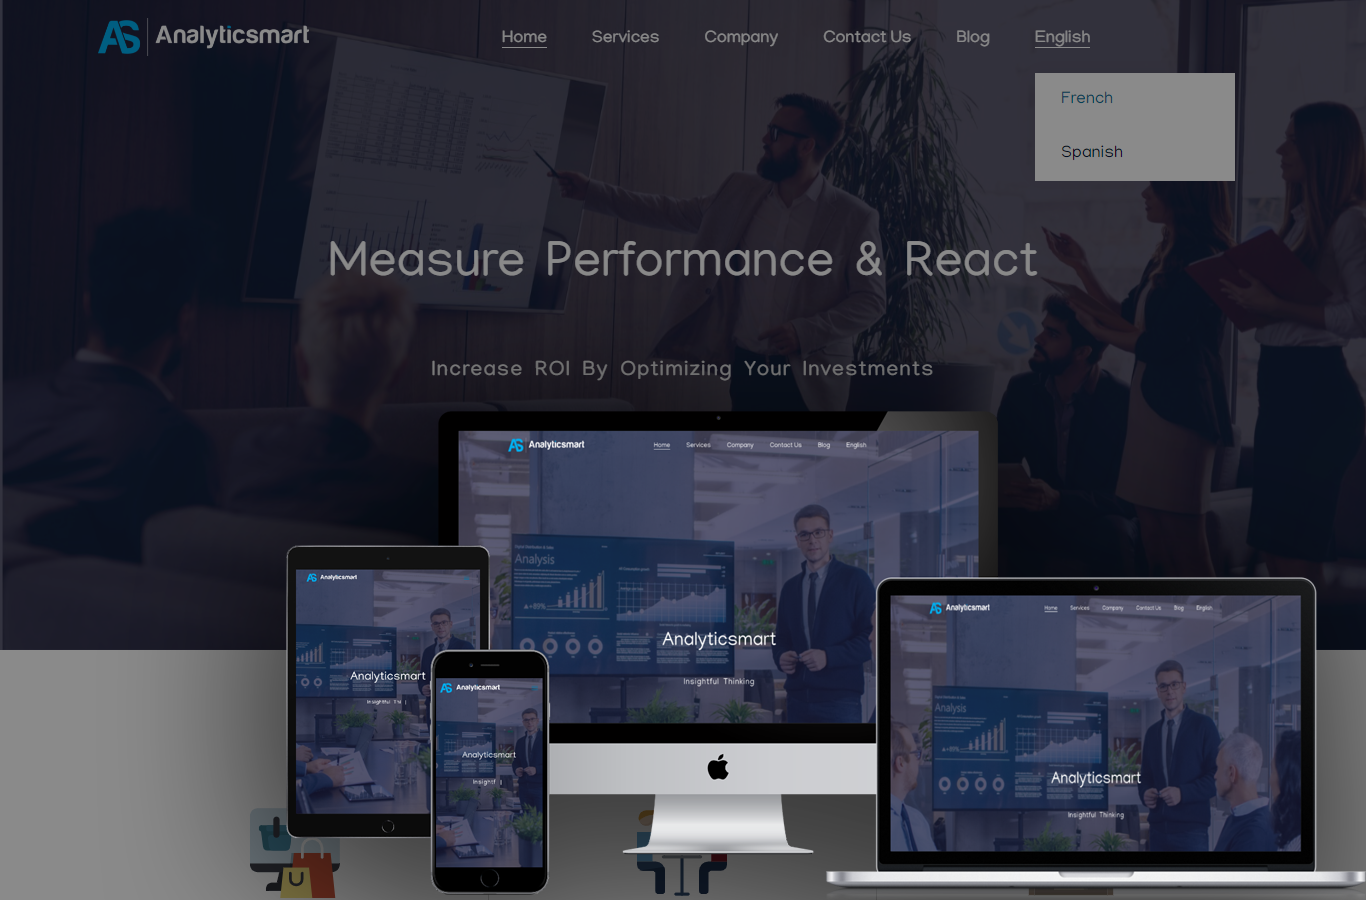 Analyticsmart
Home Services Company Contact Us Blog English
French
Spanish
Measure Performance & React
Increase ROI By Optimizing Your Investments
Analyticsmart
Home Services Company Contact Us Blog English
Analysis
89%
Analyticsmart
Insightful Thinking
Analyticsmart
Analyticsmart
Insightful Thi |
Analyticsmart
Analyticsmart
Insightf |
Analyticsmart
Home Services Company Contact Us Blog English
Analyticsmart
Insightful Thinking